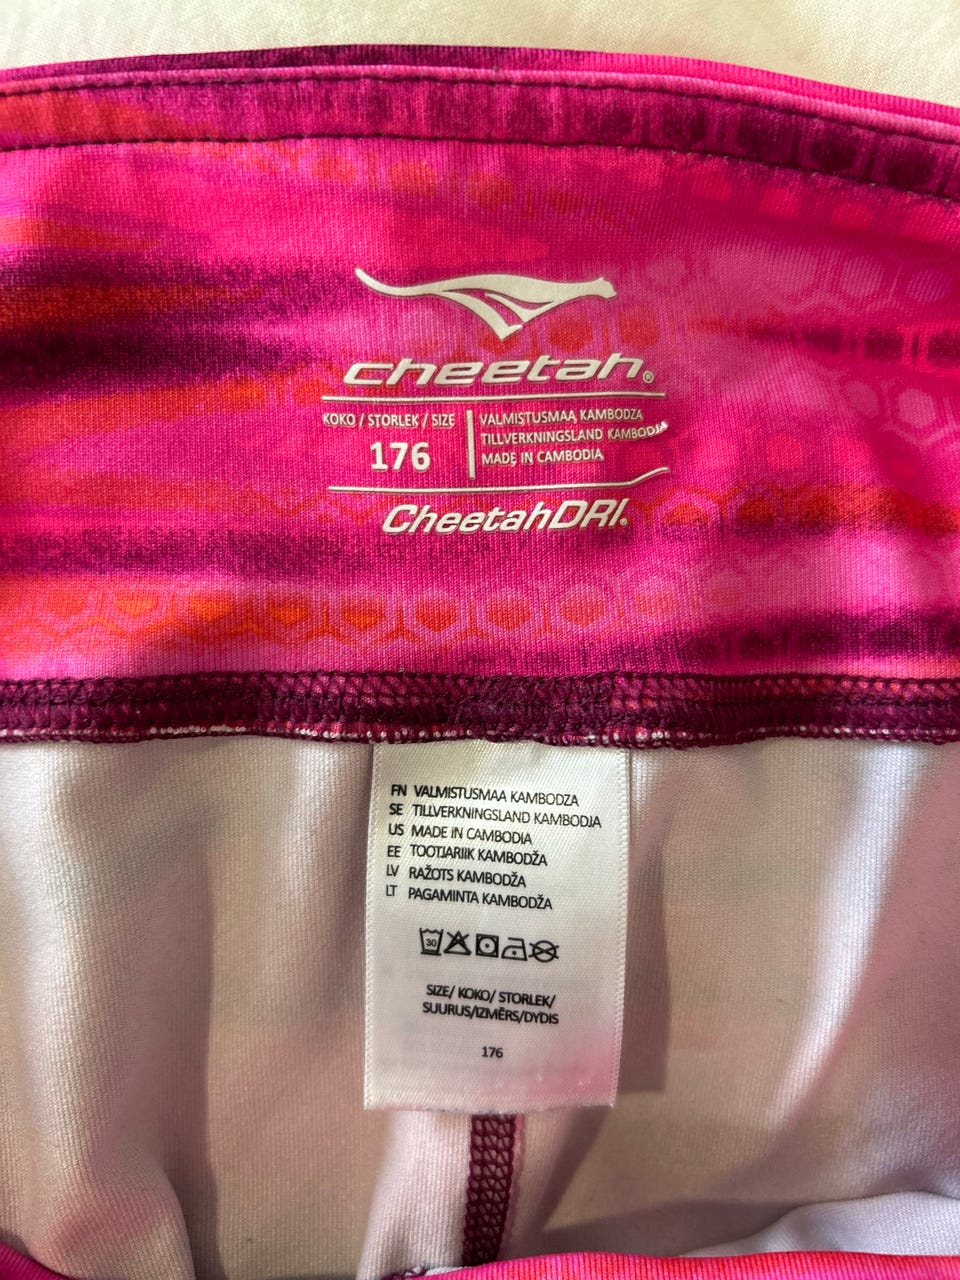 cheetah®
KOKO / STORLEK / SIZE
176
VALMISTUSMAA KAMBODZA
TILLVERKNINGSLAND KAMBODJA
MADE IN CAMBODIA
CheetahDRI®
FN VALMISTUSMAA KAMBODZA
SE TILLVERKNINGSLAND KAMBODJA
US MADE IN CAMBODIA
EE TOOTJARIIK KAMBODŽA
LV RAŽOTS KAMBODŽA
LT PAGAMINTA KAMBODŽA
30
SIZE/ KOKO/ STORLEK/
SUURUS/IZMĒRS/DYDIS
176